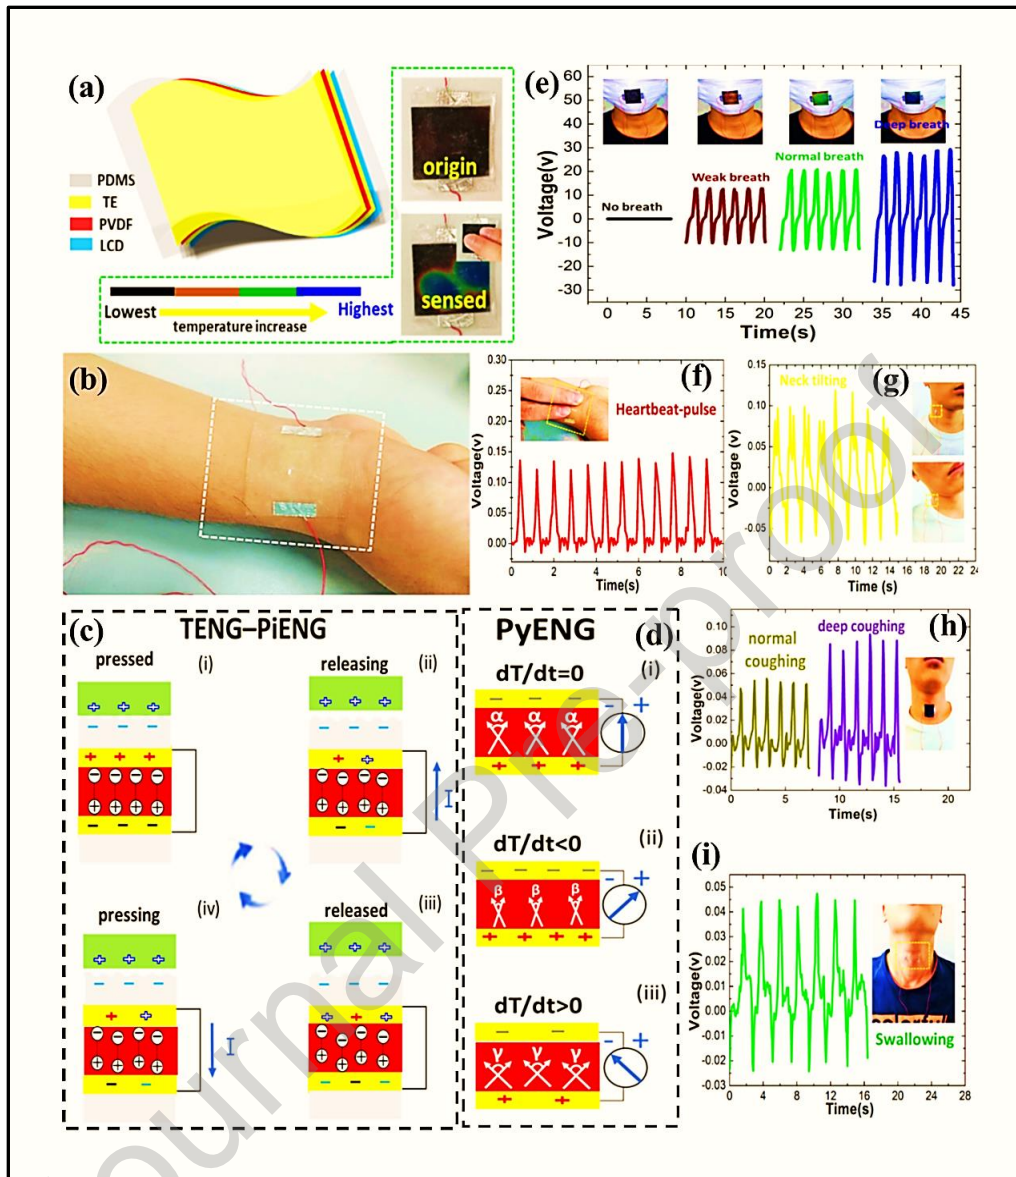 (a)
origin
sensed
PDMS
TE
PVDF
LCD
Lowest
Highest
temperature increase
(e)
Voltage(v)
60
50
40
30
20
10
0
-10
-20
-30
No breath
Weak breath
Normal breath
Deep breath
0 5 10 15 20 25 30 35 40 45
Time(s)
(b)
(f)
Heartbeat-pulse
Voltage(v)
0.30
0.25
0.20
0.15
0.10
0.05
0.00
0 2 4 6 8 10
Time(s)
(g)
Neck tilting
Voltage (v)
0.15
0.10
0.05
0.00
-0.05
0 2 4 6 8 10 12 14 16 18 20 22 24
Time (s)
(c)
TENG–PiENG
pressed
(i)
releasing
(ii)
I
pressing
(iv)
released
(iii)
I
PyENG
(d)
dT/dt=0
(i)
α α α
- +
dT/dt<0
(ii)
β β β
- +
dT/dt>0
(iii)
γ γ γ
- +
(h)
normal
coughing
deep coughing
Voltage(v)
0.10
0.08
0.06
0.04
0.02
0.00
-0.02
-0.04
0 5 10 15 20
Time(s)
(i)
Voltage(v)
0.05
0.04
0.03
0.02
0.01
0.00
-0.01
-0.02
-0.03
Swallowing
0 4 8 12 16 20 24 28
Time(s)
Journal Pre-proof